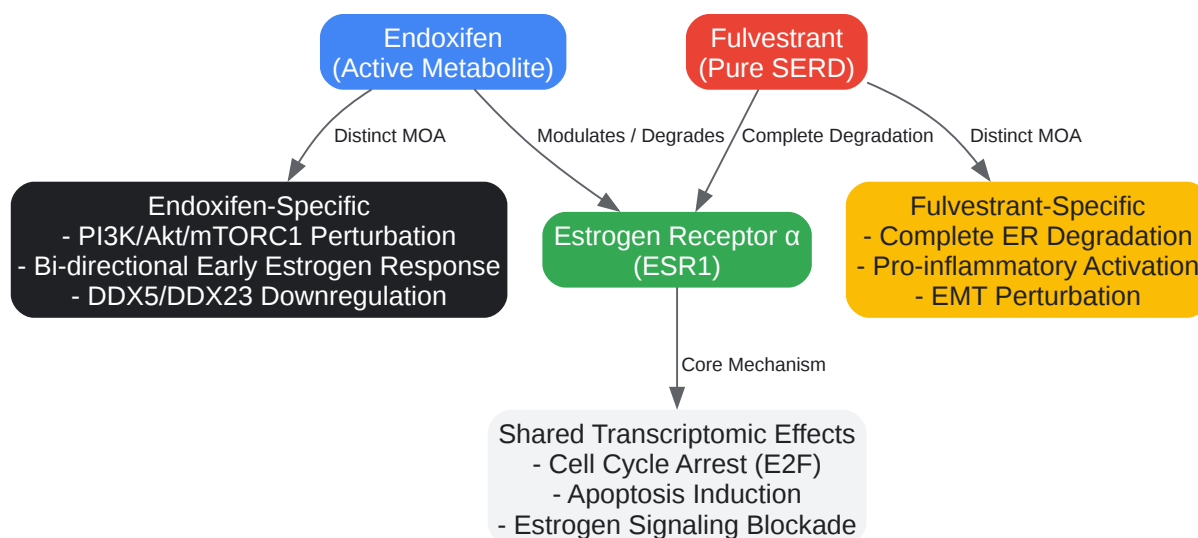 Endoxifen
(Active Metabolite)
Fulvestrant
(Pure SERD)
Distinct MOA
Modulates / Degrades
Complete Degradation
Distinct MOA
Endoxifen-Specific
- PI3K/Akt/mTORC1 Perturbation
- Bi-directional Early Estrogen Response
- DDX5/DDX23 Downregulation
Estrogen Receptor α
(ESR1)
Fulvestrant-Specific
- Complete ER Degradation
- Pro-inflammatory Activation
- EMT Perturbation
Core Mechanism
Shared Transcriptomic Effects
- Cell Cycle Arrest (E2F)
- Apoptosis Induction
- Estrogen Signaling Blockade